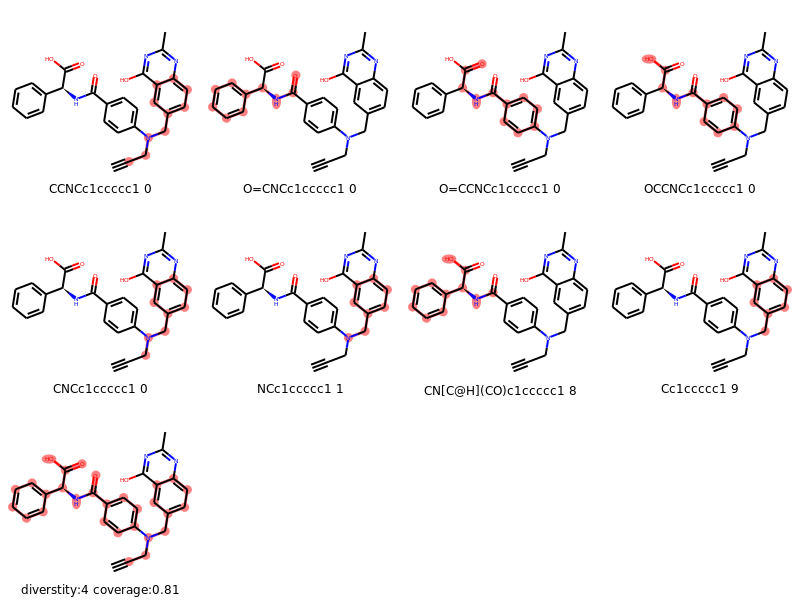 CCNCc1ccccc1 0
O=CNCc1ccccc1 0
O=CCNCc1ccccc1 0
OCCNCc1ccccc1 0
CNCc1ccccc1 0
NCc1ccccc1 1
CN[C@H](CO)c1ccccc1 8
Cc1ccccc1 9
diverstity:4 coverage:0.81